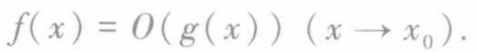 f(x) = O(g(x)) (x → x₀).